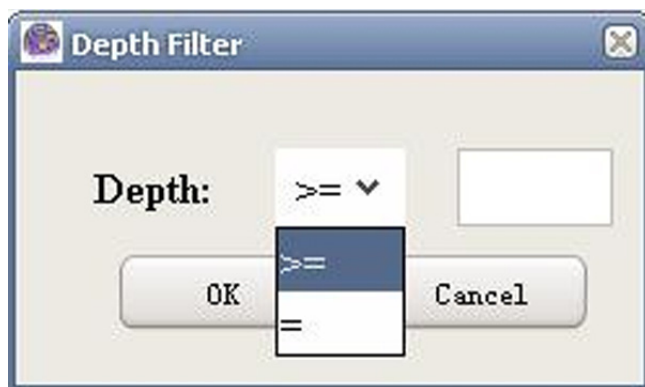 Depth Filter
Depth: >=
>=
OK Cancel
=